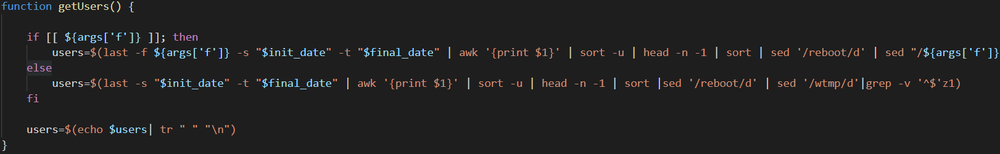 function getUsers() {
if [[ ${args['f']} ]]; then
users=$(last -f ${args['f']} -s "$init_date" -t "$final_date" | awk '{print $1}' | sort -u | head -n -1 | sort | sed '/reboot/d' | sed "/${args['f']}
else
users=$(last -s "$init_date" -t "$final_date" | awk '{print $1}' | sort -u | head -n -1 | sort |sed '/reboot/d' | sed '/wtmp/d'|grep -v '^$'z1)
fi
users=$(echo $users| tr " " "\n")
}